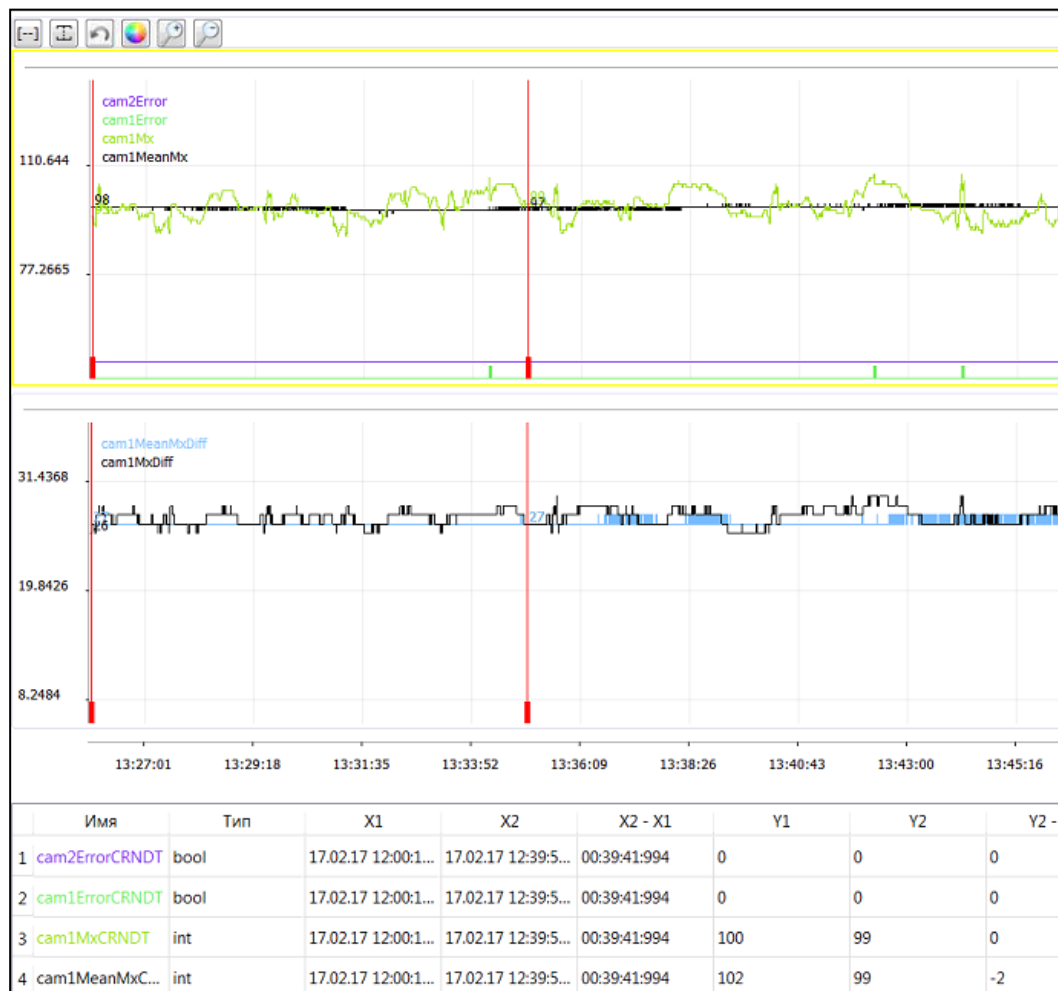 [--]
cam2Error
cam1Error
cam1Mx
cam1MeanMx
110.644
98
99
97
77.2665
cam1MeanMxDiff
cam1MxDiff
31.4368
26
27
19.8426
8.2484
13:27:01 13:29:18 13:31:35 13:33:52 13:36:09 13:38:26 13:40:43 13:43:00 13:45:16
Имя Тип X1 X2 X2 - X1 Y1 Y2 Y2 -
1 cam2ErrorCRNDT bool 17.02.17 12:00:1... 17.02.17 12:39:5... 00:39:41:994 0 0 0
2 cam1ErrorCRNDT bool 17.02.17 12:00:1... 17.02.17 12:39:5... 00:39:41:994 0 0 0
3 cam1MxCRNDT int 17.02.17 12:00:1... 17.02.17 12:39:5... 00:39:41:994 100 99 0
4 cam1MeanMxC... int 17.02.17 12:00:1... 17.02.17 12:39:5... 00:39:41:994 102 99 -2